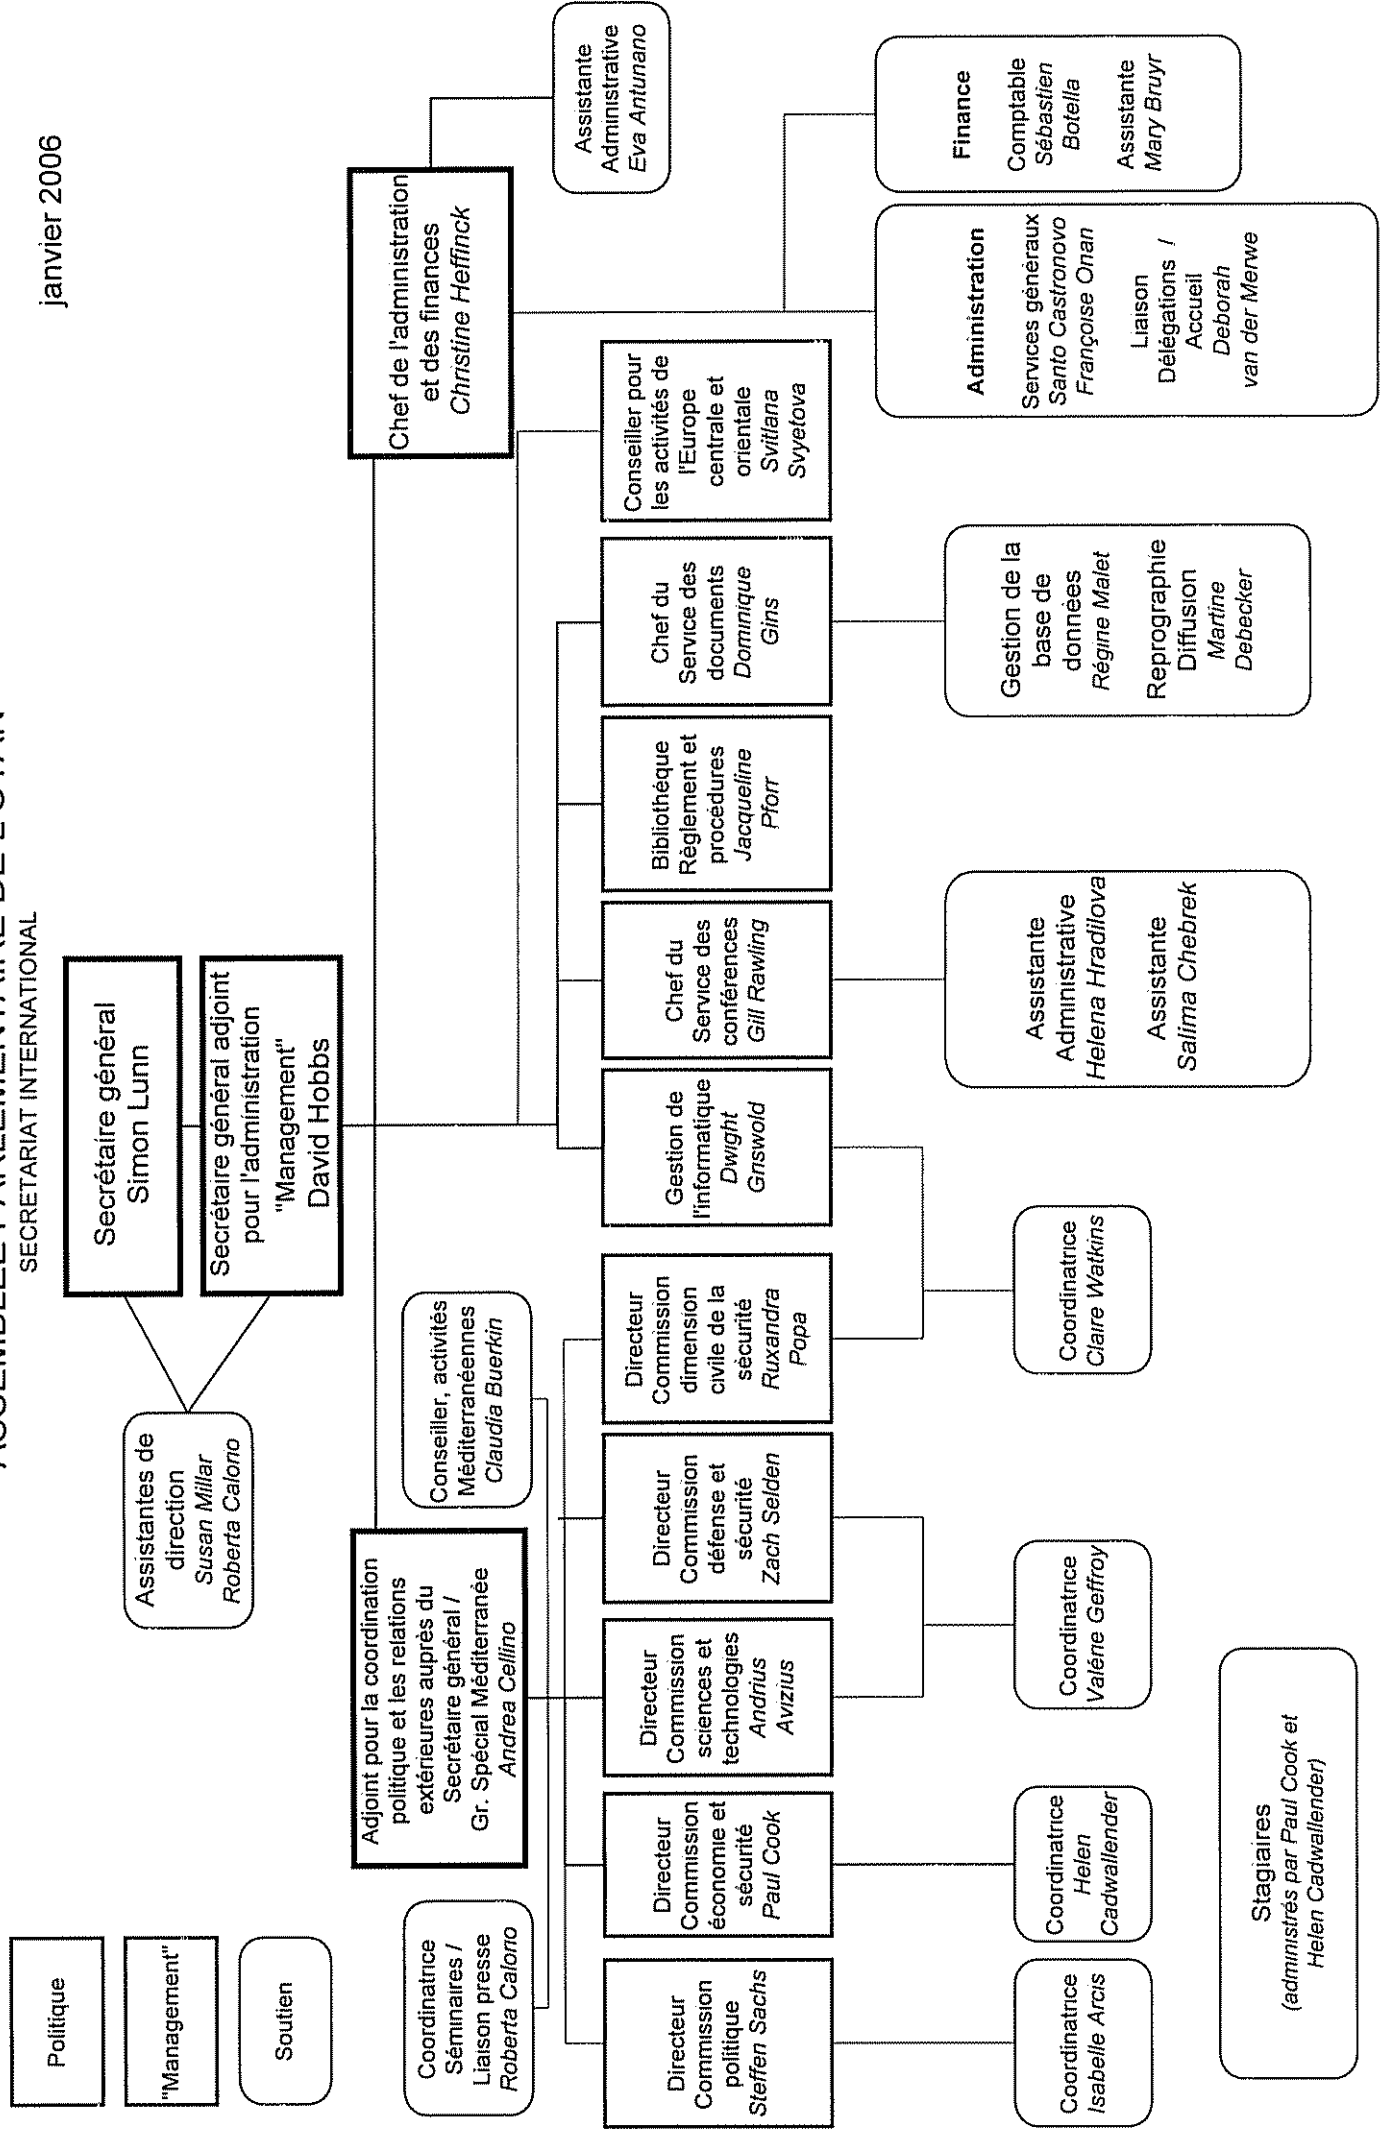 janvier 2006
ASSEMBLEE PARLEMENTAIRE DE L'OTAN
SECRETARIAT INTERNATIONAL
Politique
"Management"
Soutien
Secrétaire général
Simon Lunn
Secrétaire général adjoint
pour l'administration
"Management"
David Hobbs
Assistantes de
direction
Susan Millar
Roberta Calorio
Chef de l'administration
et des finances
Christine Heffinck
Assistante
Administrative
Eva Antunano
Adjoint pour la coordination
politique et les relations
extérieures auprès du
Secrétaire général /
Gr. Spécial Méditerranée
Andrea Cellino
Coordinatrice
Séminaires /
Liaison presse
Roberta Calorio
Conseiller, activités
Méditerranéennes
Claudia Buerkin
Directeur
Commission
politique
Steffen Sachs
Directeur
Commission
économie et
sécurité
Paul Cook
Directeur
Commission
sciences et
technologies
Andrius
Avizius
Directeur
Commission
défense et
sécurité
Zach Selden
Directeur
Commission
dimension
civile de la
sécurité
Ruxandra
Popa
Gestion de
l'informatique
Dwight
Griswold
Chef du
Service des
conférences
Gill Rawling
Bibliothèque
Règlement et
procédures
Jacqueline
Pforr
Chef du
Service des
documents
Dominique
Gins
Conseiller pour
les activités de
l'Europe
centrale et
orientale
Svitlana
Svyetova
Coordinatrice
Isabelle Arcis
Coordinatrice
Helen
Cadwallender
Coordinatrice
Valérie Geffroy
Coordinatrice
Claire Watkins
Assistante
Administrative
Helena Hradilova
Assistante
Salima Chebrek
Gestion de la
base de
données
Régine Malet
Reprographie
Diffusion
Martine
Debecker
Administration
Services généraux
Santo Castronovo
Françoise Onan
Liaison
Délégations /
Accueil
Deborah
van der Merwe
Finance
Comptable
Sébastien
Botella
Assistante
Mary Bruyr
Stagiaires
(administrés par Paul Cook et
Helen Cadwallender)